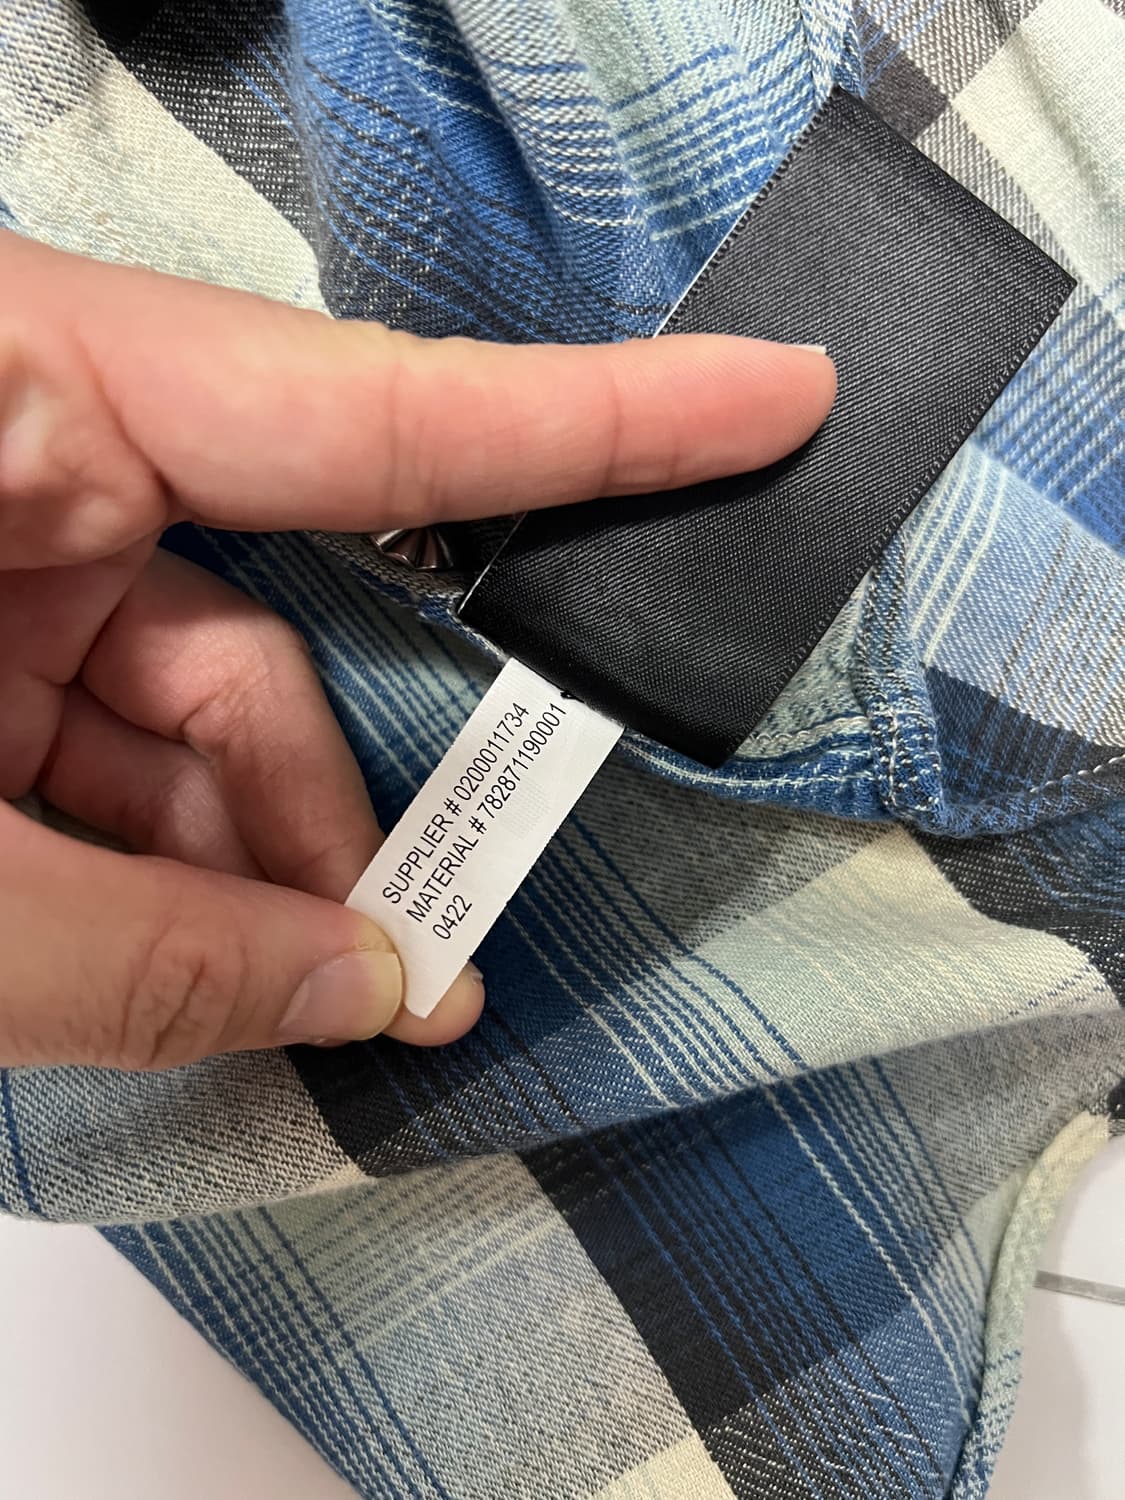 SUPPLIER # 0200011734
MATERIAL # 782871190001
0422